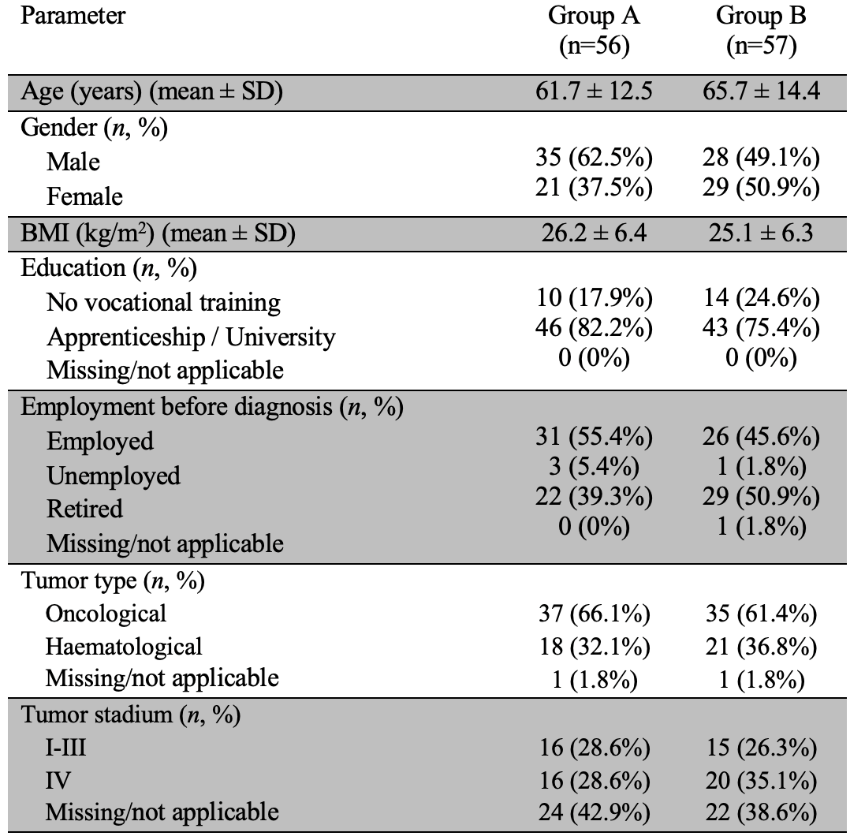 Parameter Group A Group B
(n=56) (n=57)
Age (years) (mean ± SD) 61.7 ± 12.5 65.7 ± 14.4
Gender (n, %)
Male 35 (62.5%) 28 (49.1%)
Female 21 (37.5%) 29 (50.9%)
BMI (kg/m²) (mean ± SD) 26.2 ± 6.4 25.1 ± 6.3
Education (n, %)
No vocational training 10 (17.9%) 14 (24.6%)
Apprenticeship / University 46 (82.2%) 43 (75.4%)
Missing/not applicable 0 (0%) 0 (0%)
Employment before diagnosis (n, %)
Employed 31 (55.4%) 26 (45.6%)
Unemployed 3 (5.4%) 1 (1.8%)
Retired 22 (39.3%) 29 (50.9%)
Missing/not applicable 0 (0%) 1 (1.8%)
Tumor type (n, %)
Oncological 37 (66.1%) 35 (61.4%)
Haematological 18 (32.1%) 21 (36.8%)
Missing/not applicable 1 (1.8%) 1 (1.8%)
Tumor stadium (n, %)
I-III 16 (28.6%) 15 (26.3%)
IV 16 (28.6%) 20 (35.1%)
Missing/not applicable 24 (42.9%) 22 (38.6%)